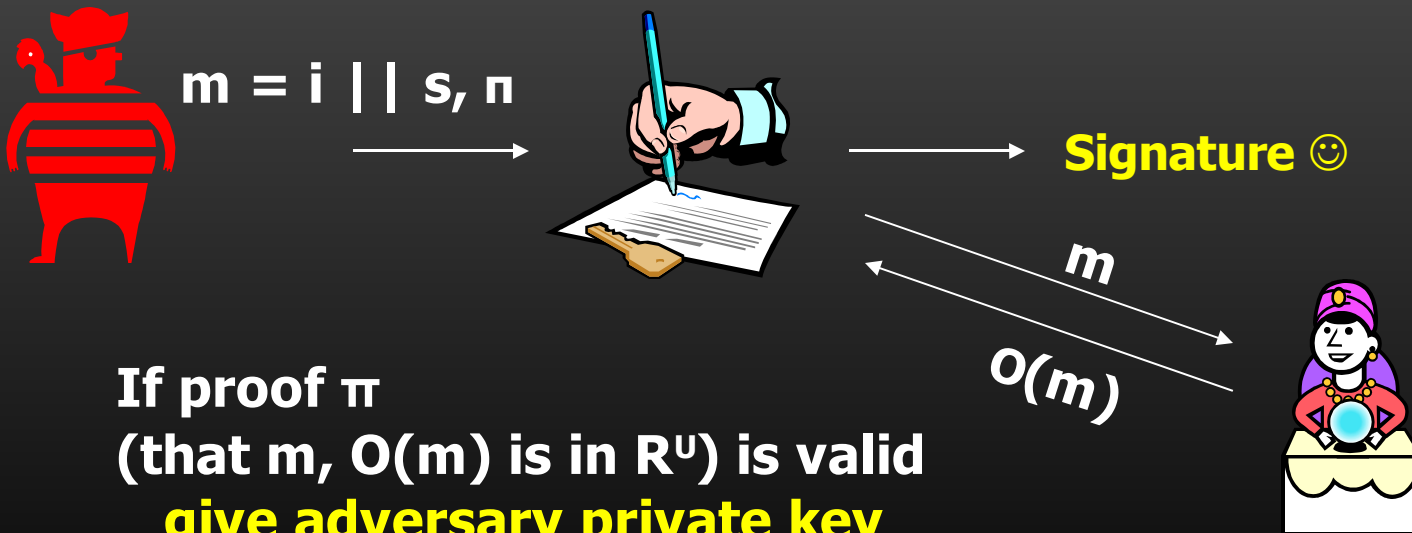 m = i || s, π
Signature ☺
m
O(m)
If proof π
(that m, O(m) is in Rᵁ) is valid
give adversary private key